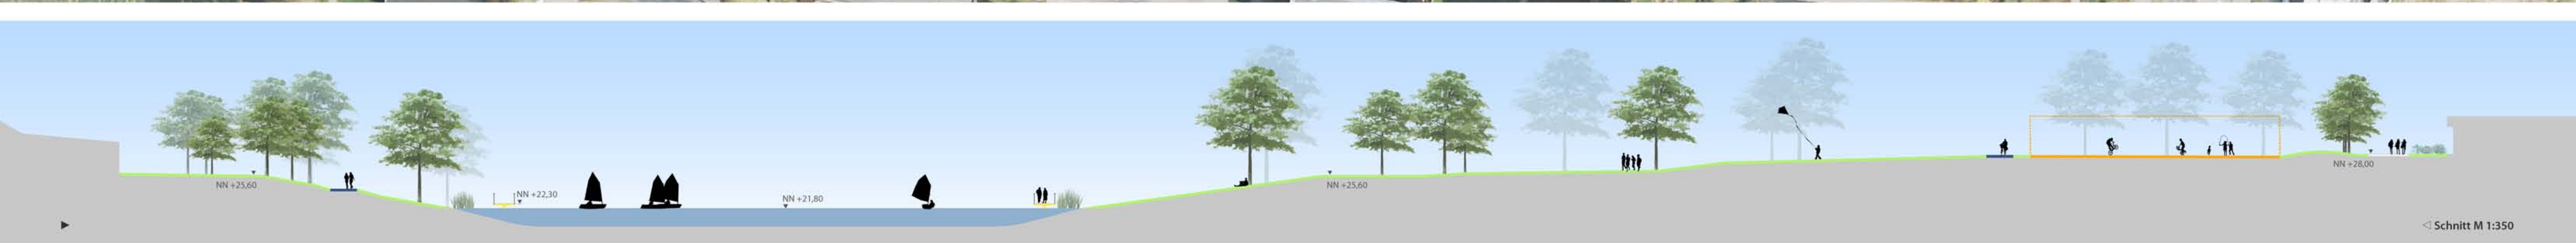 NN +25,60
NN +22,30
NN +21,80
NN +25,60
NN +28,00
Schnitt M 1:350